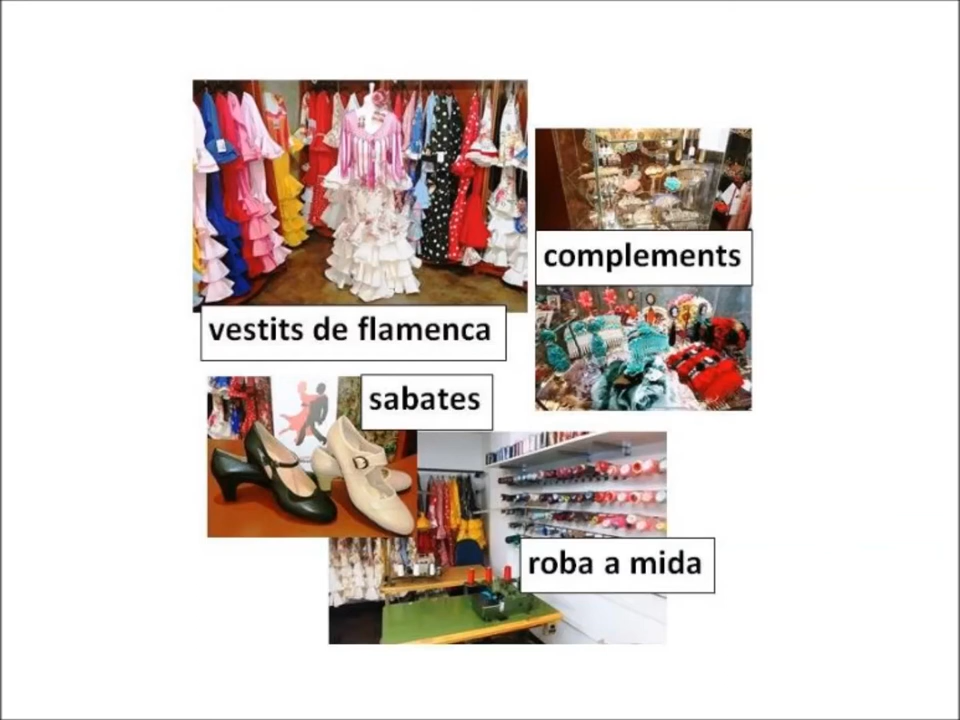 complements
vestits de flamenca
sabates
roba a mida